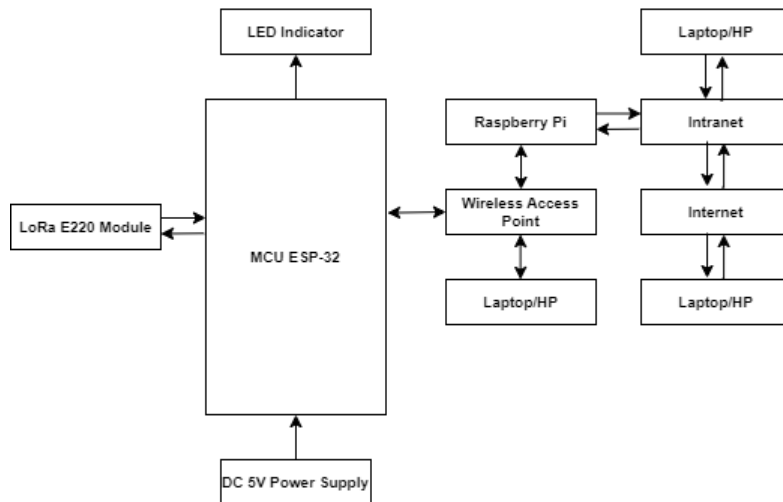 LED Indicator
Laptop/HP
Raspberry Pi
Intranet
LoRa E220 Module
MCU ESP-32
Wireless Access
Point
Internet
Laptop/HP
Laptop/HP
DC 5V Power Supply